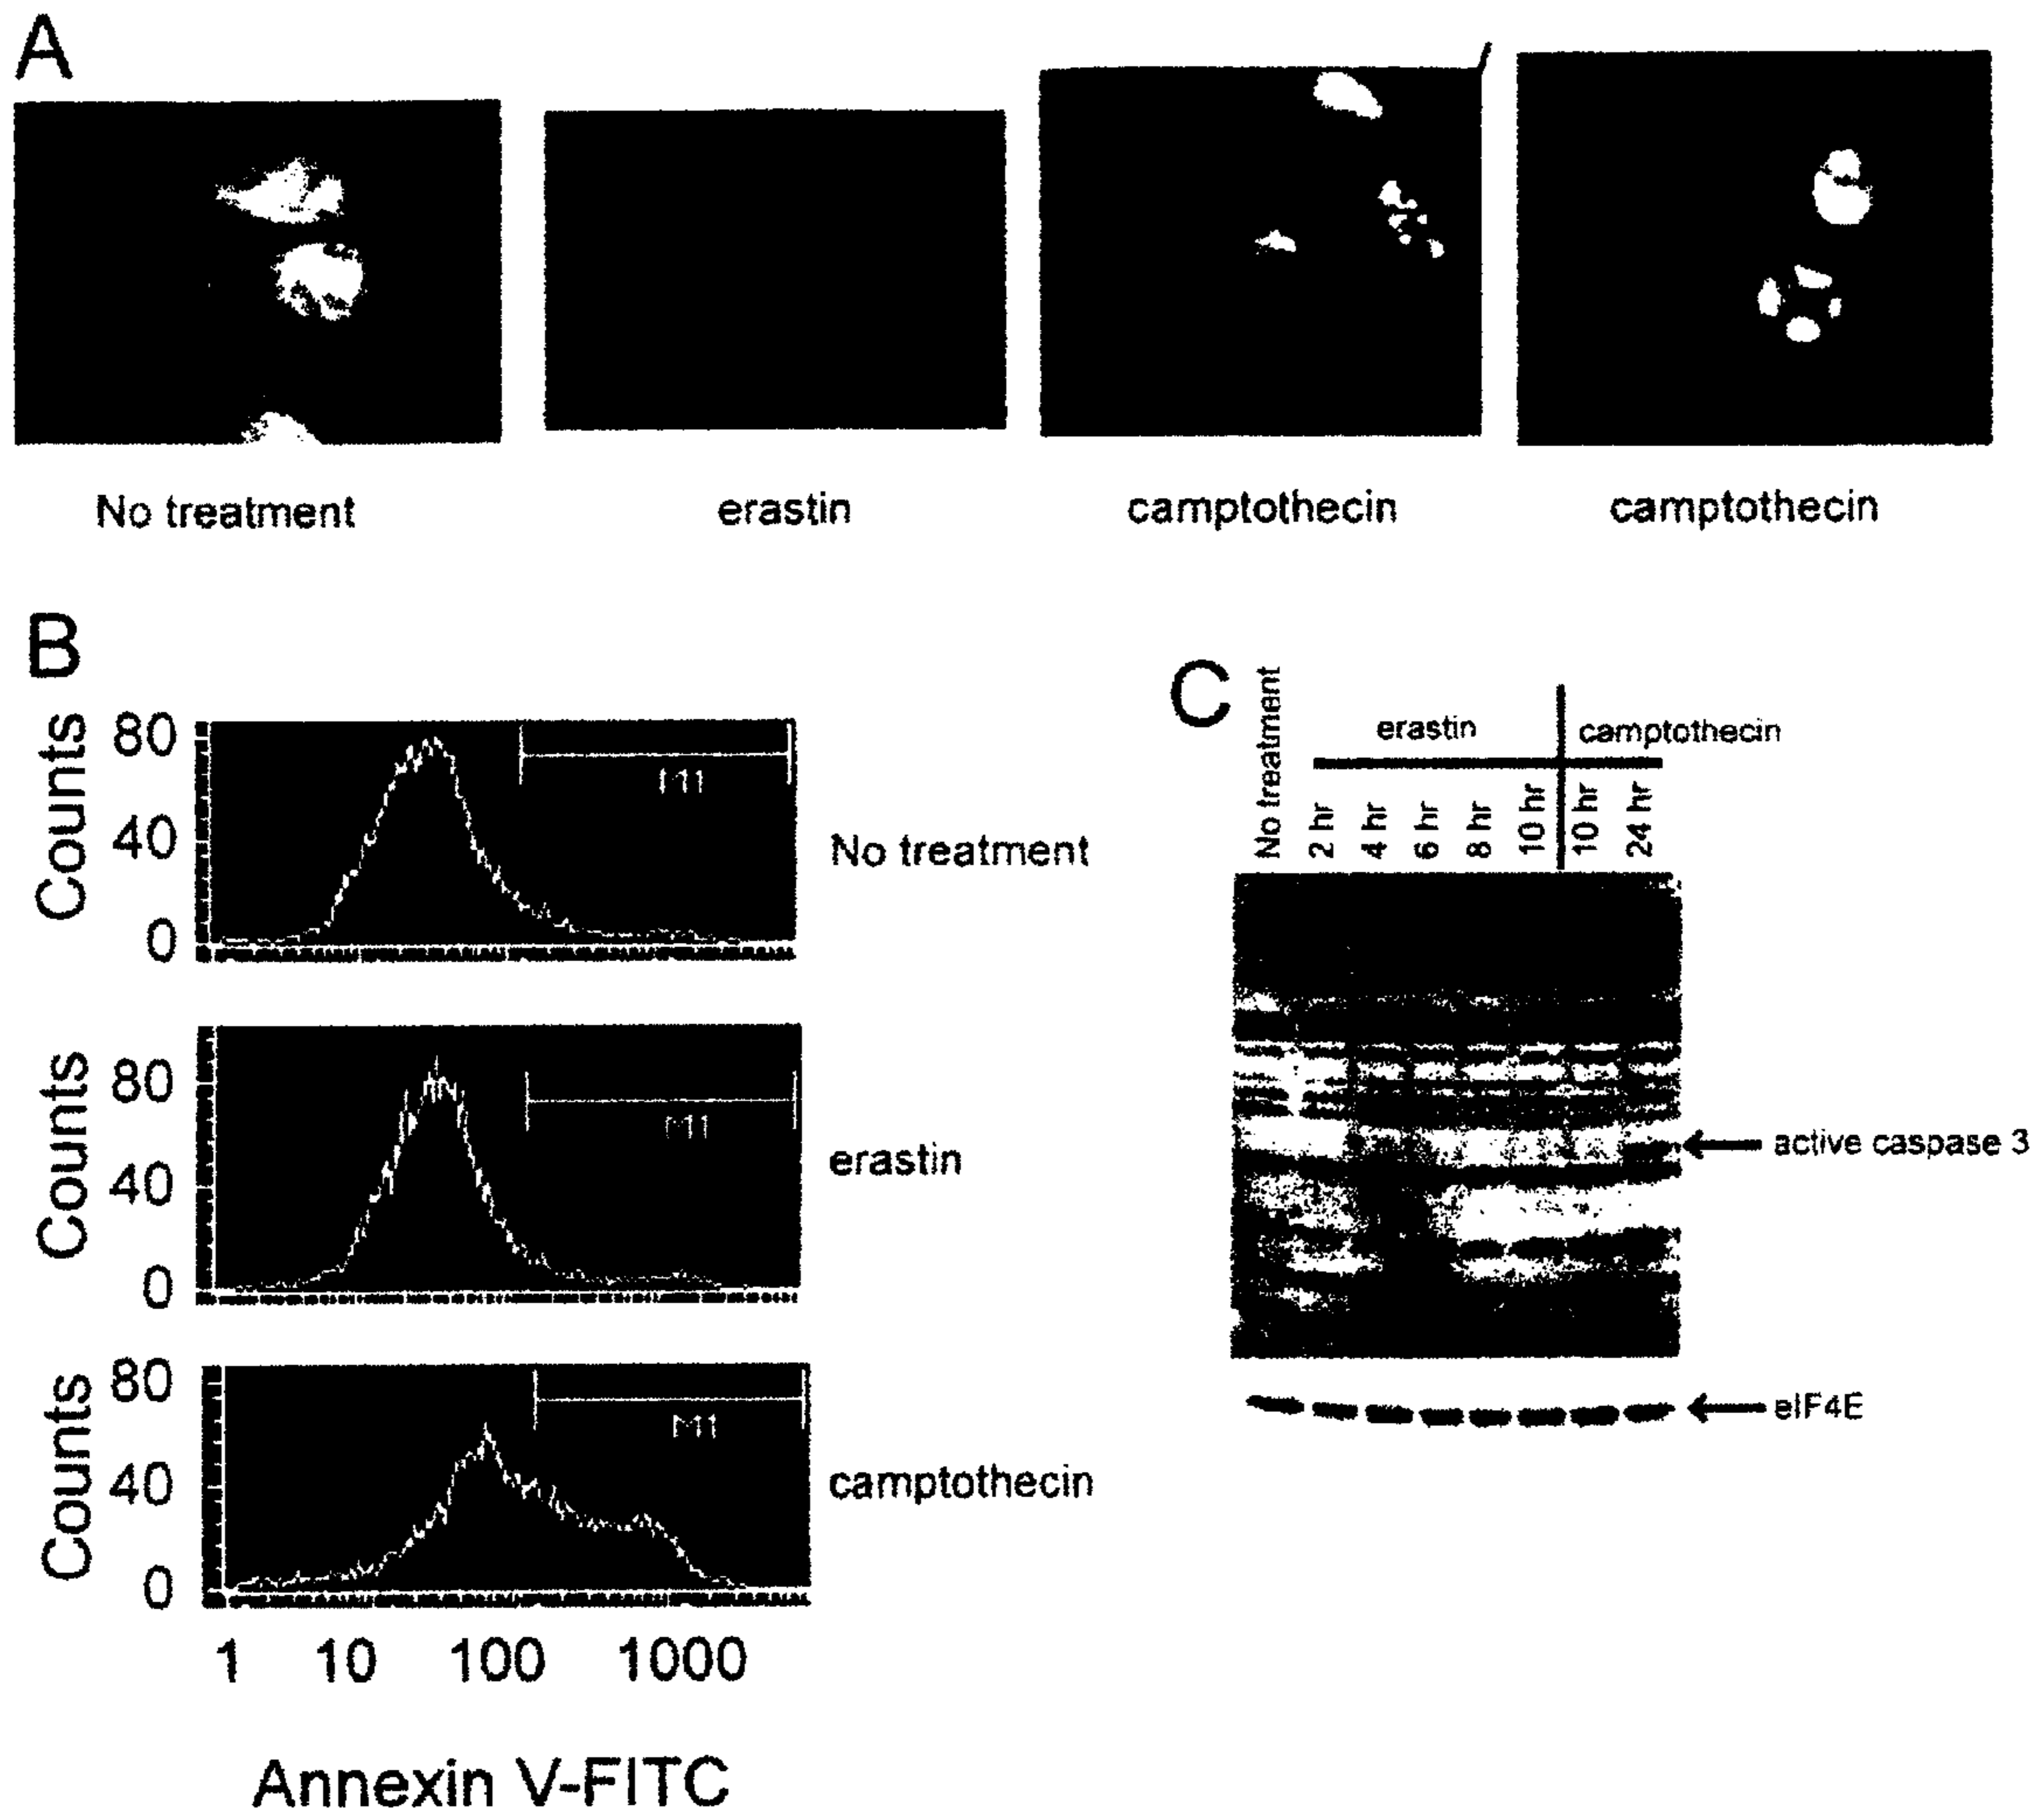 A
No treatment
erastin
camptothecin
camptothecin
B
Counts
80
40
0
M1
No treatment
Counts
80
40
0
M1
erastin
Counts
80
40
0
M1
camptothecin
1 10 100 1000
Annexin V-FITC
C
No treatment
erastin
camptothecin
2 hr
4 hr
6 hr
8 hr
10 hr
10 hr
24 hr
active caspase 3
eIF4E